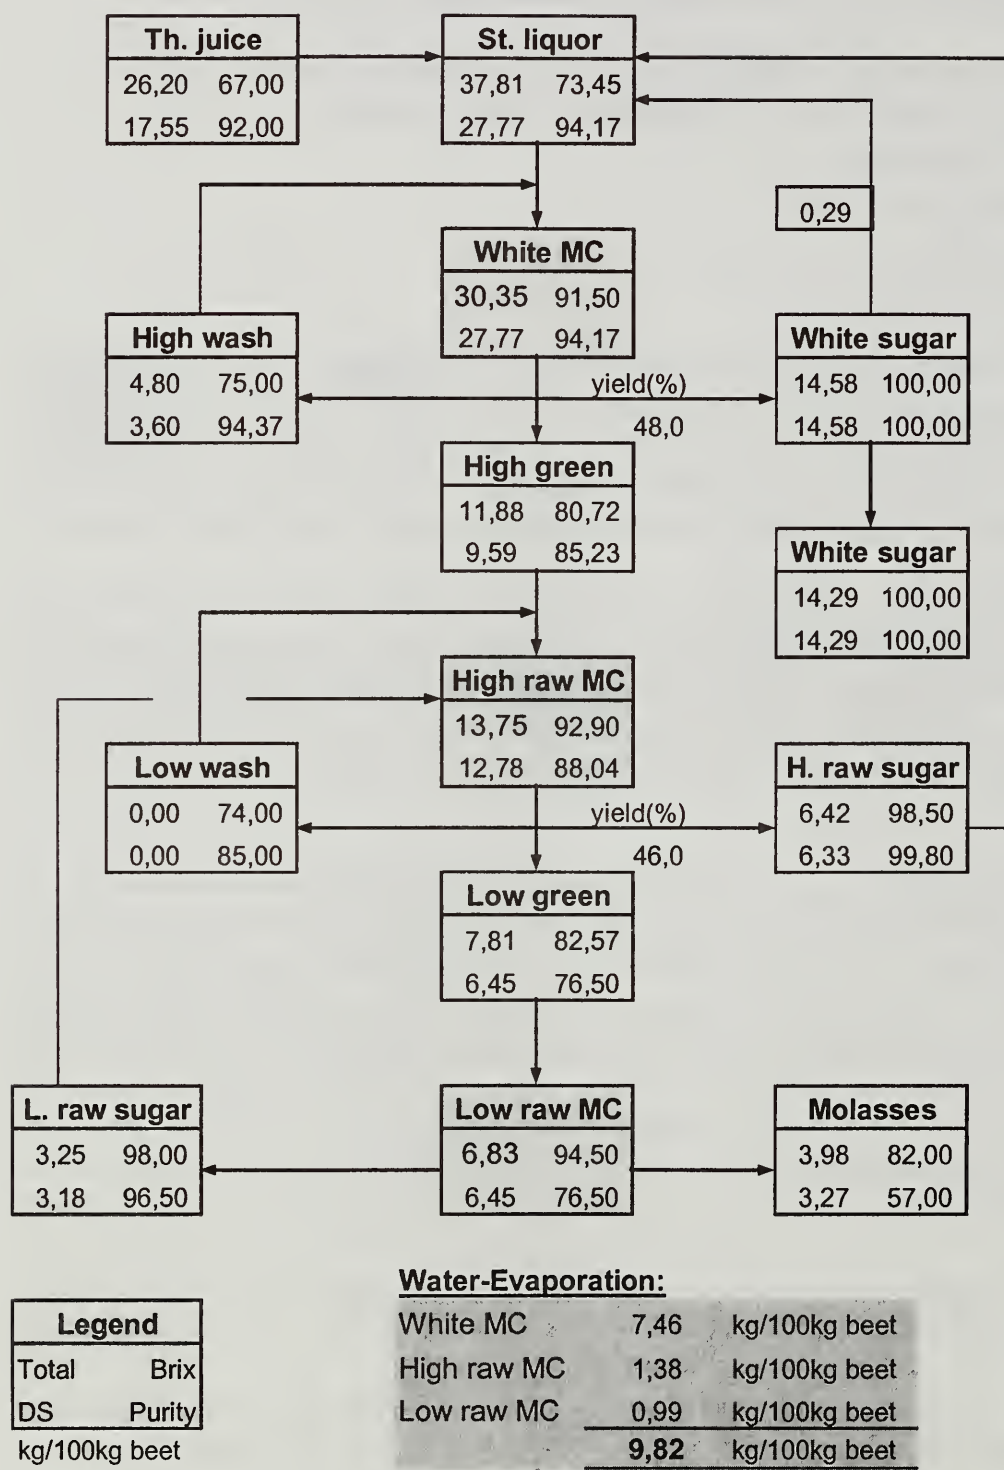 Th. juice
26,20 67,00
17,55 92,00
St. liquor
37,81 73,45
27,77 94,17
0,29
White MC
30,35 91,50
27,77 94,17
High wash
4,80 75,00
3,60 94,37
yield(%)
48,0
White sugar
14,58 100,00
14,58 100,00
High green
11,88 80,72
9,59 85,23
White sugar
14,29 100,00
14,29 100,00
High raw MC
13,75 92,90
12,78 88,04
Low wash
0,00 74,00
0,00 85,00
yield(%)
46,0
H. raw sugar
6,42 98,50
6,33 99,80
Low green
7,81 82,57
6,45 76,50
L. raw sugar
3,25 98,00
3,18 96,50
Low raw MC
6,83 94,50
6,45 76,50
Molasses
3,98 82,00
3,27 57,00
Legend
Total Brix
DS Purity
kg/100kg beet
Water-Evaporation:
White MC 7,46 kg/100kg beet
High raw MC 1,38 kg/100kg beet
Low raw MC 0,99 kg/100kg beet
9,82 kg/100kg beet